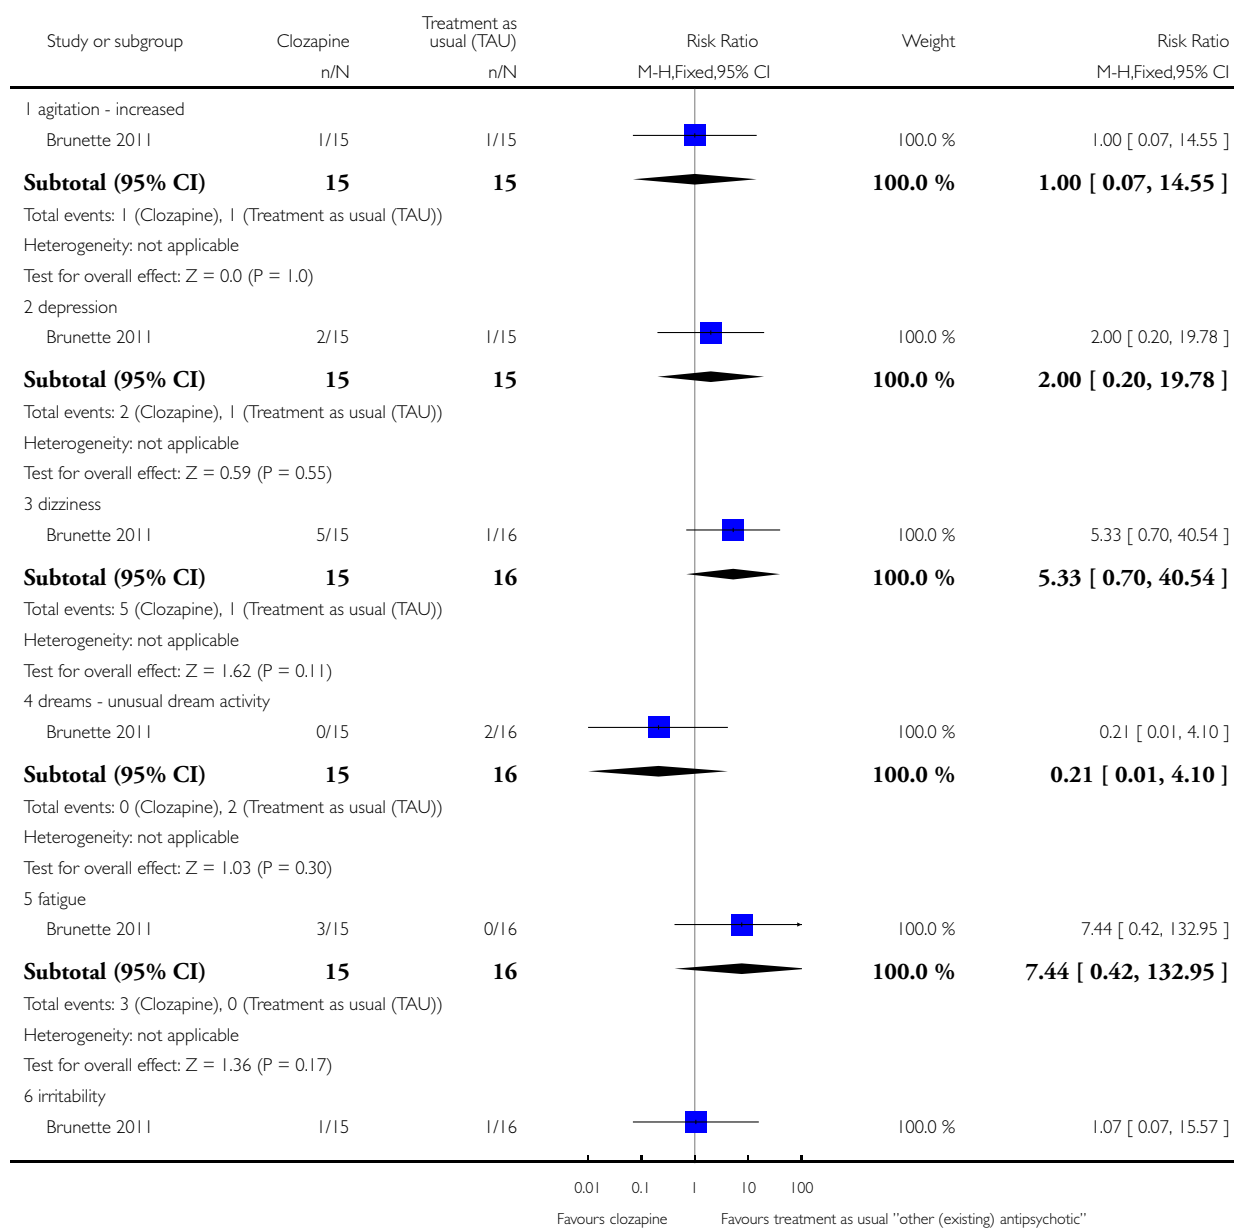 Study or subgroup Clozapine Treatment as usual (TAU) Risk Ratio Weight Risk Ratio
n/N n/N M-H,Fixed,95% CI M-H,Fixed,95% CI
1 agitation - increased
Brunette 2011 1/15 1/15 100.0 % 1.00 [ 0.07, 14.55 ]
Subtotal (95% CI) 15 15 100.0 % 1.00 [ 0.07, 14.55 ]
Total events: 1 (Clozapine), 1 (Treatment as usual (TAU))
Heterogeneity: not applicable
Test for overall effect: Z = 0.0 (P = 1.0)
2 depression
Brunette 2011 2/15 1/15 100.0 % 2.00 [ 0.20, 19.78 ]
Subtotal (95% CI) 15 15 100.0 % 2.00 [ 0.20, 19.78 ]
Total events: 2 (Clozapine), 1 (Treatment as usual (TAU))
Heterogeneity: not applicable
Test for overall effect: Z = 0.59 (P = 0.55)
3 dizziness
Brunette 2011 5/15 1/16 100.0 % 5.33 [ 0.70, 40.54 ]
Subtotal (95% CI) 15 16 100.0 % 5.33 [ 0.70, 40.54 ]
Total events: 5 (Clozapine), 1 (Treatment as usual (TAU))
Heterogeneity: not applicable
Test for overall effect: Z = 1.62 (P = 0.11)
4 dreams - unusual dream activity
Brunette 2011 0/15 2/16 100.0 % 0.21 [ 0.01, 4.10 ]
Subtotal (95% CI) 15 16 100.0 % 0.21 [ 0.01, 4.10 ]
Total events: 0 (Clozapine), 2 (Treatment as usual (TAU))
Heterogeneity: not applicable
Test for overall effect: Z = 1.03 (P = 0.30)
5 fatigue
Brunette 2011 3/15 0/16 100.0 % 7.44 [ 0.42, 132.95 ]
Subtotal (95% CI) 15 16 100.0 % 7.44 [ 0.42, 132.95 ]
Total events: 3 (Clozapine), 0 (Treatment as usual (TAU))
Heterogeneity: not applicable
Test for overall effect: Z = 1.36 (P = 0.17)
6 irritability
Brunette 2011 1/15 1/16 100.0 % 1.07 [ 0.07, 15.57 ]
0.01 0.1 1 10 100
Favours clozapine Favours treatment as usual "other (existing) antipsychotic"